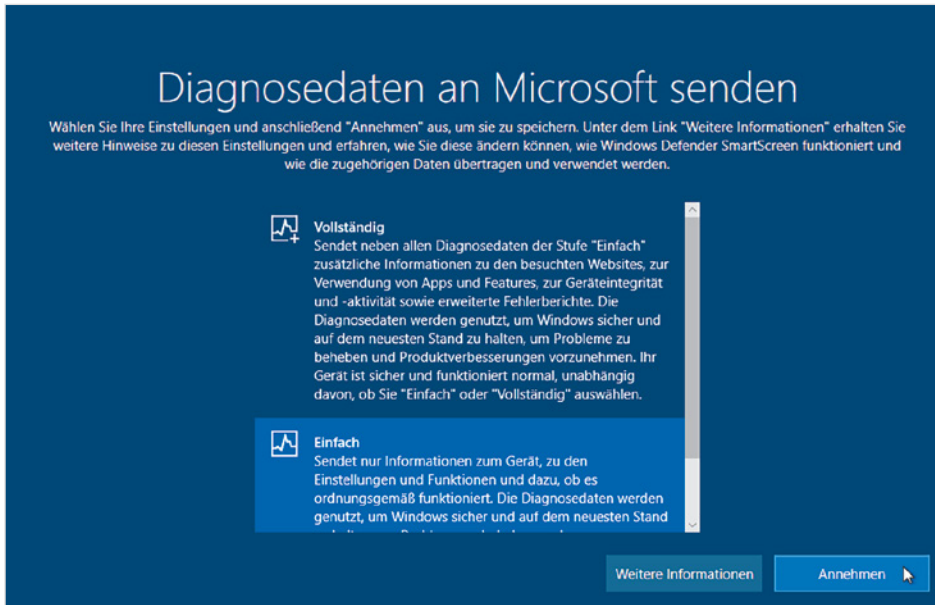 Diagnosedaten an Microsoft senden
Wählen Sie Ihre Einstellungen und anschließend "Annehmen" aus, um sie zu speichern. Unter dem Link "Weitere Informationen" erhalten Sie
weitere Hinweise zu diesen Einstellungen und erfahren, wie Sie diese ändern können, wie Windows Defender SmartScreen funktioniert und
wie die zugehörigen Daten übertragen und verwendet werden.
Vollständig
Sendet neben allen Diagnosedaten der Stufe "Einfach"
zusätzliche Informationen zu den besuchten Websites, zur
Verwendung von Apps und Features, zur Geräteintegrität
und -aktivität sowie erweiterte Fehlerberichte. Die
Diagnosedaten werden genutzt, um Windows sicher und
auf dem neuesten Stand zu halten, um Probleme zu
beheben und Produktverbesserungen vorzunehmen. Ihr
Gerät ist sicher und funktioniert normal, unabhängig
davon, ob Sie "Einfach" oder "Vollständig" auswählen.
Einfach
Sendet nur Informationen zum Gerät, zu den
Einstellungen und Funktionen und dazu, ob es
ordnungsgemäß funktioniert. Die Diagnosedaten werden
genutzt, um Windows sicher und auf dem neuesten Stand
Weitere Informationen
Annehmen